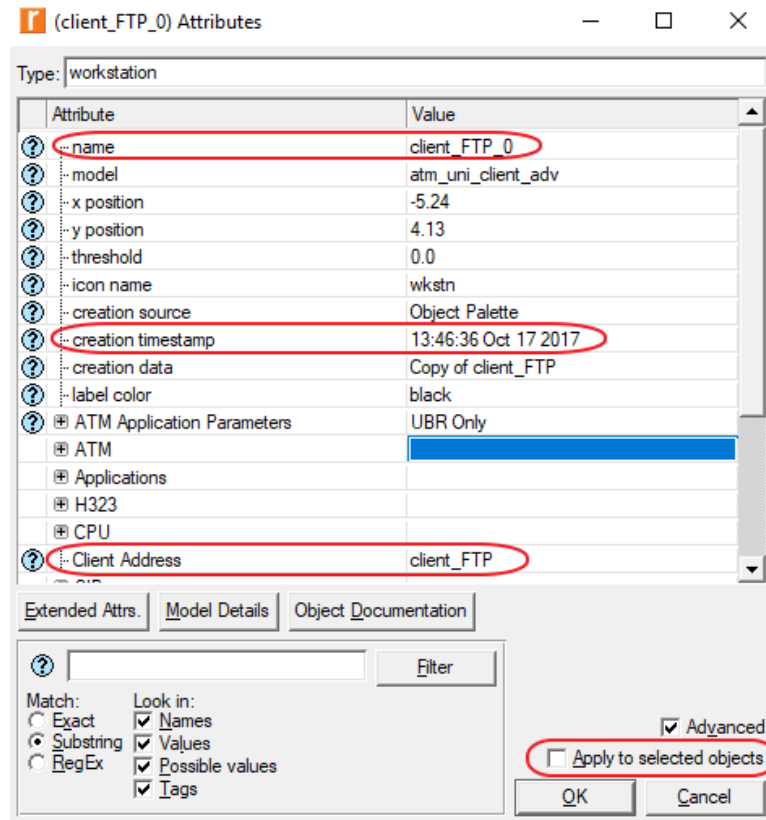 (client_FTP_0) Attributes
Type: workstation
Attribute Value
name client_FTP_0
model atm_uni_client_adv
x position -5.24
y position 4.13
threshold 0.0
icon name wkstn
creation source Object Palette
creation timestamp 13:46:36 Oct 17 2017
creation data Copy of client_FTP
label color black
ATM Application Parameters UBR Only
ATM
Applications
H323
CPU
Client Address client_FTP
Extended Attrs. Model Details Object Documentation
Filter
Match: Look in:
Exact Names
Substring Values
RegEx Possible values
Tags
Advanced
Apply to selected objects
OK Cancel